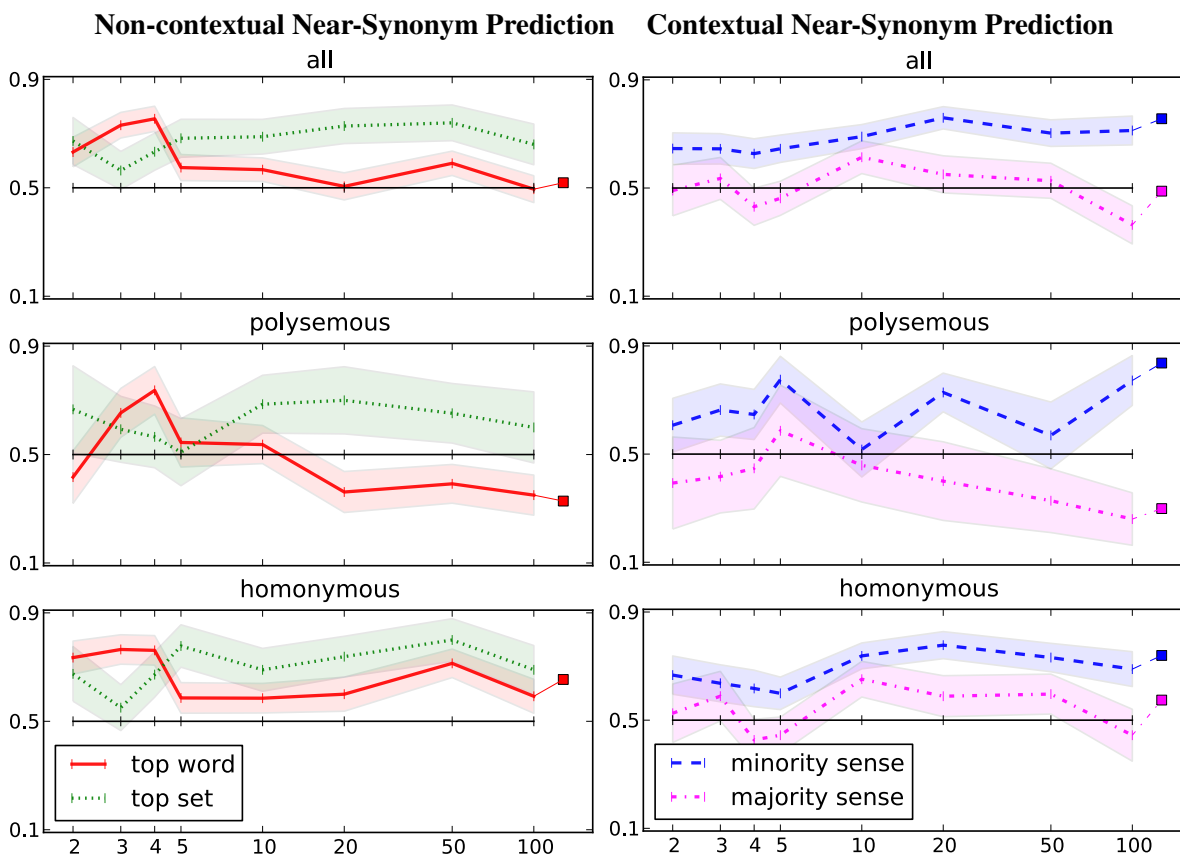 Non-contextual Near-Synonym Prediction Contextual Near-Synonym Prediction
all all
0.9 0.9
0.5 0.5
0.1 0.1
polysemous polysemous
0.9 0.9
0.5 0.5
0.1 0.1
homonymous homonymous
0.9 0.9
0.5 0.5
top word minority sense
top set majority sense
0.1 0.1
2 3 4 5 10 20 50 100 2 3 4 5 10 20 50 100